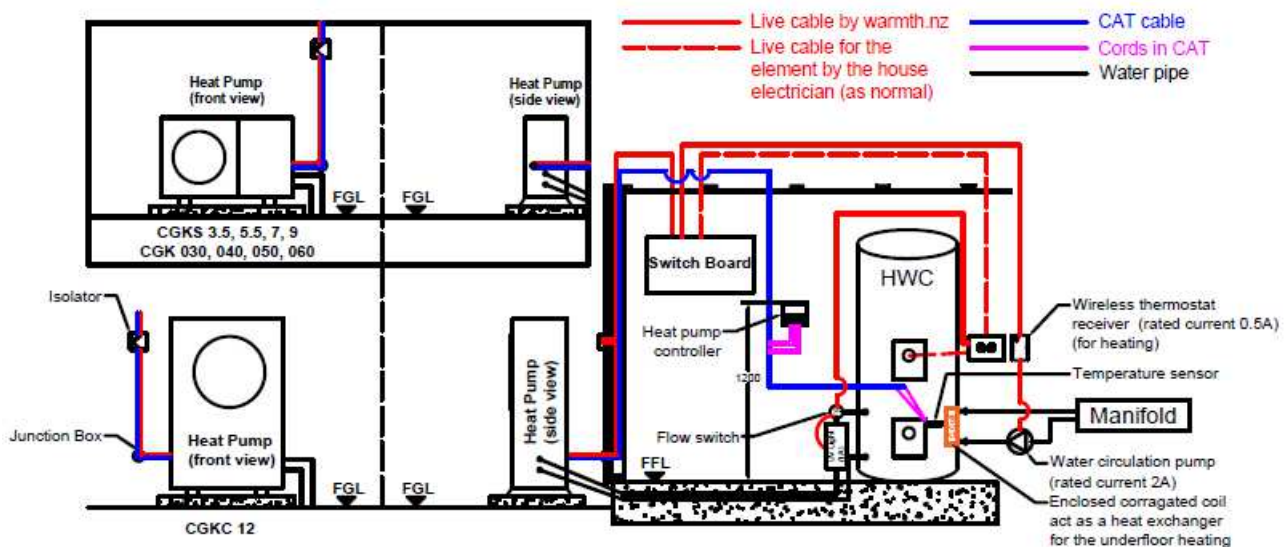 Live cable by warmth.nz
Live cable for the
element by the house
electrician (as normal)
CAT cable
Cords in CAT
Water pipe
Heat Pump
(front view)
Heat Pump
(side view)
FGL
FGL
CGKS 3.5, 5.5, 7, 9
CGK 030, 040, 050, 060
Isolator
Junction Box
Heat Pump
(front view)
Heat Pump
(side view)
FGL
FGL
CGKC 12
Switch Board
HWC
Heat pump
controller
1200
Flow switch
FFL
Wireless thermostat
receiver (rated current 0.5A)
(for heating)
Temperature sensor
Manifold
Water circulation pump
(rated current 2A)
Enclosed corragated coil
act as a heat exchanger
for the underfloor heating